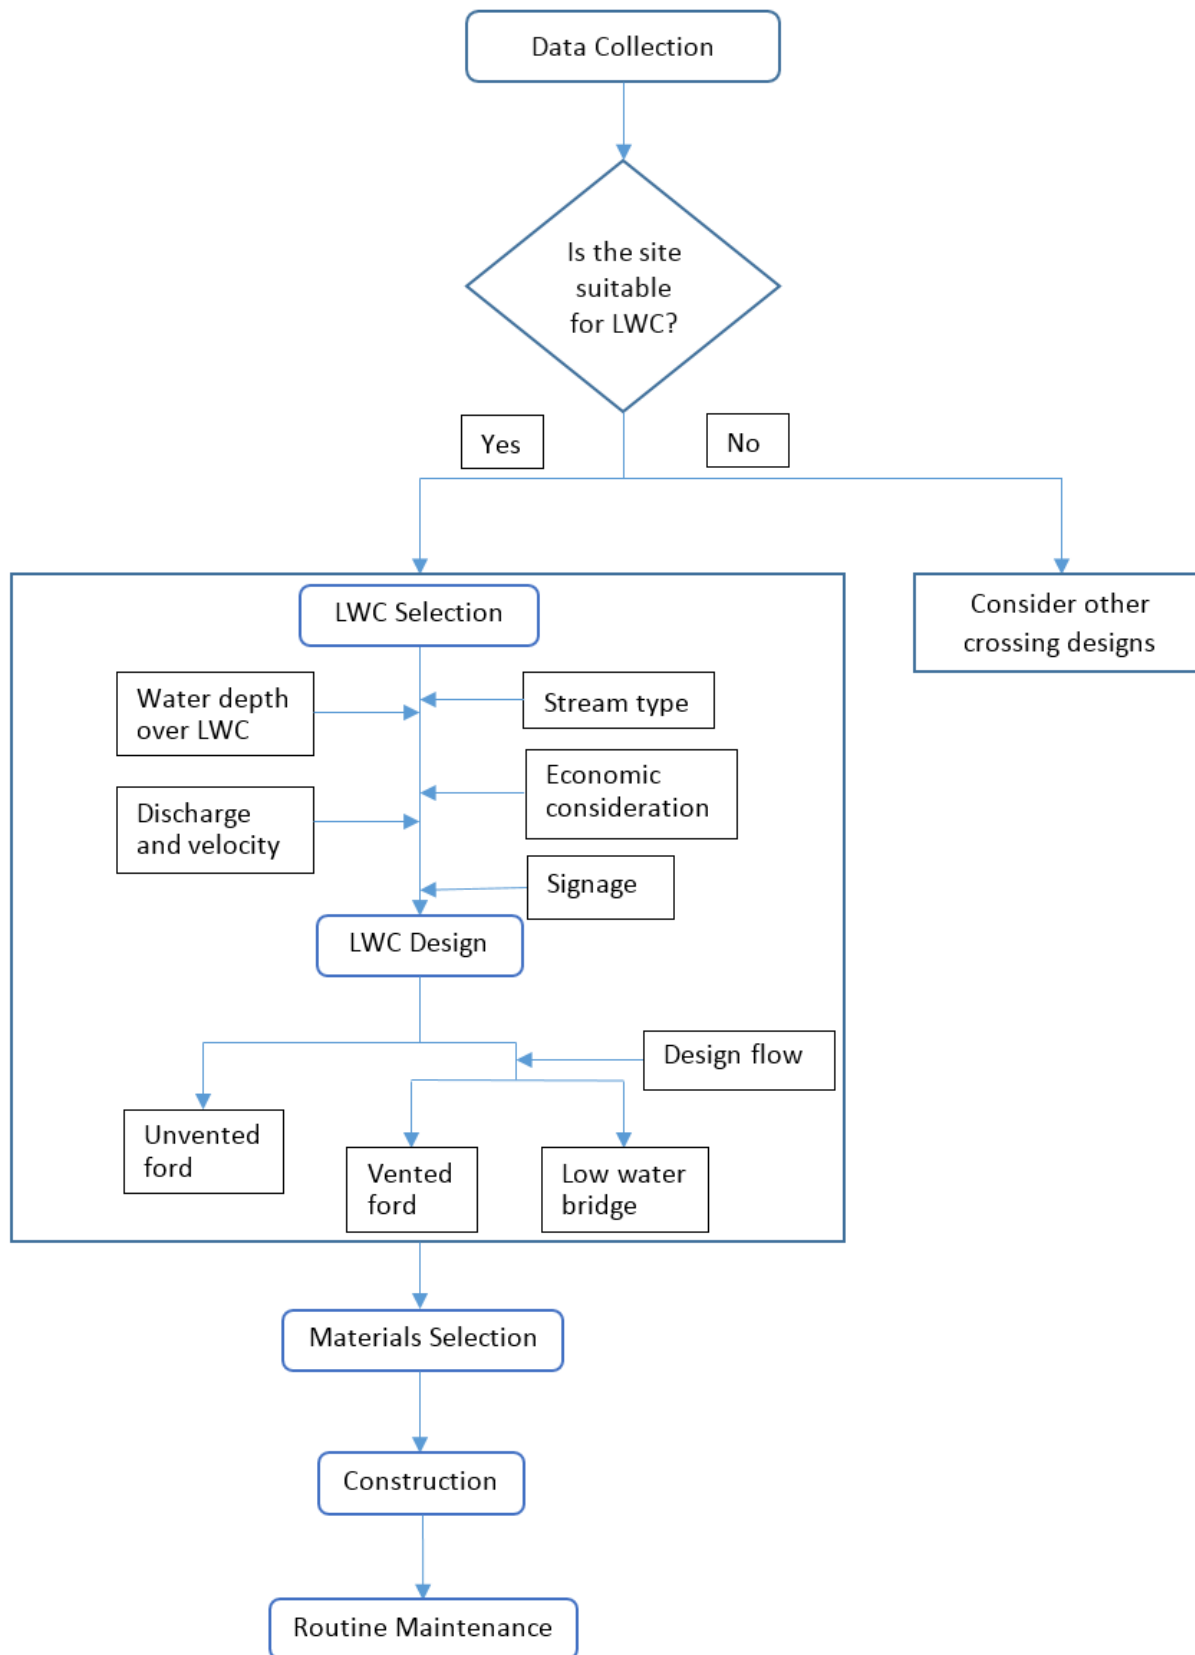 Data Collection
Is the site
suitable
for LWC?
Yes
No
LWC Selection
Consider other
crossing designs
Water depth
over LWC
Stream type
Economic
consideration
Discharge
and velocity
Signage
LWC Design
Design flow
Unvented
ford
Vented
ford
Low water
bridge
Materials Selection
Construction
Routine Maintenance